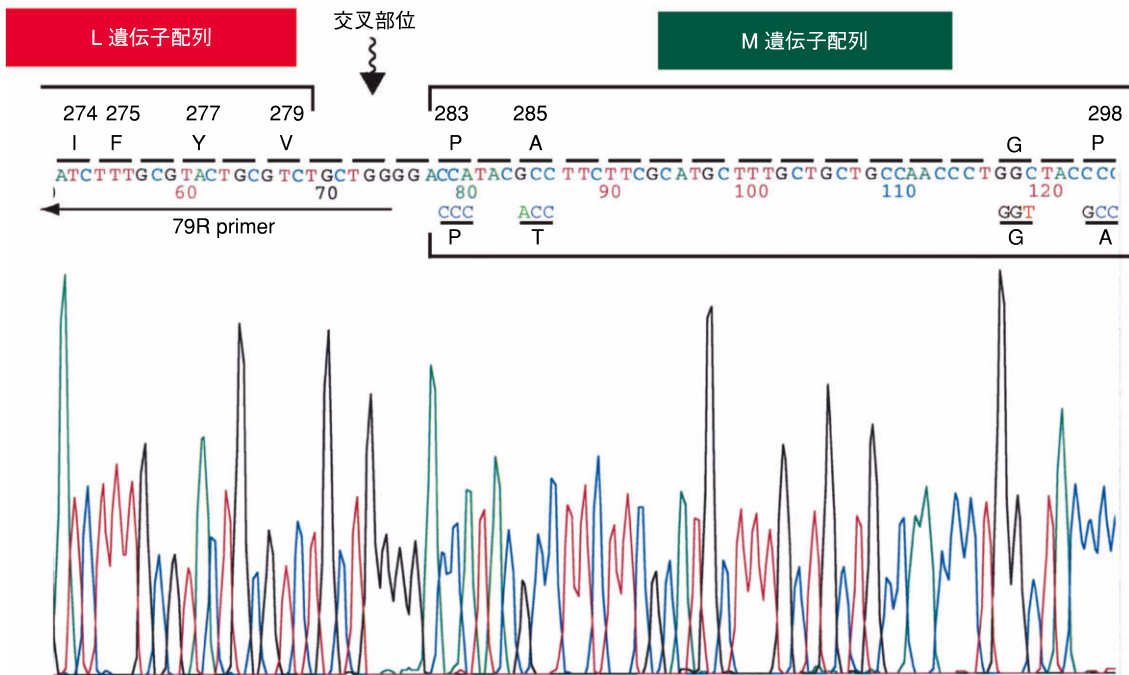 交叉部位
L 遺伝子配列
M 遺伝子配列
274 275 277 279 283 285 298
I F Y V P A G P
ATCTTTGCGTACTGCGTCTGCTGGGGACCATACGCCTTCTTCGCATGCTTTGCTGCTGCCAACCCTGGCTACCCC
60 70 80 90 100 110 120
CCC ACC GGT GCC
79R primer
P T G A